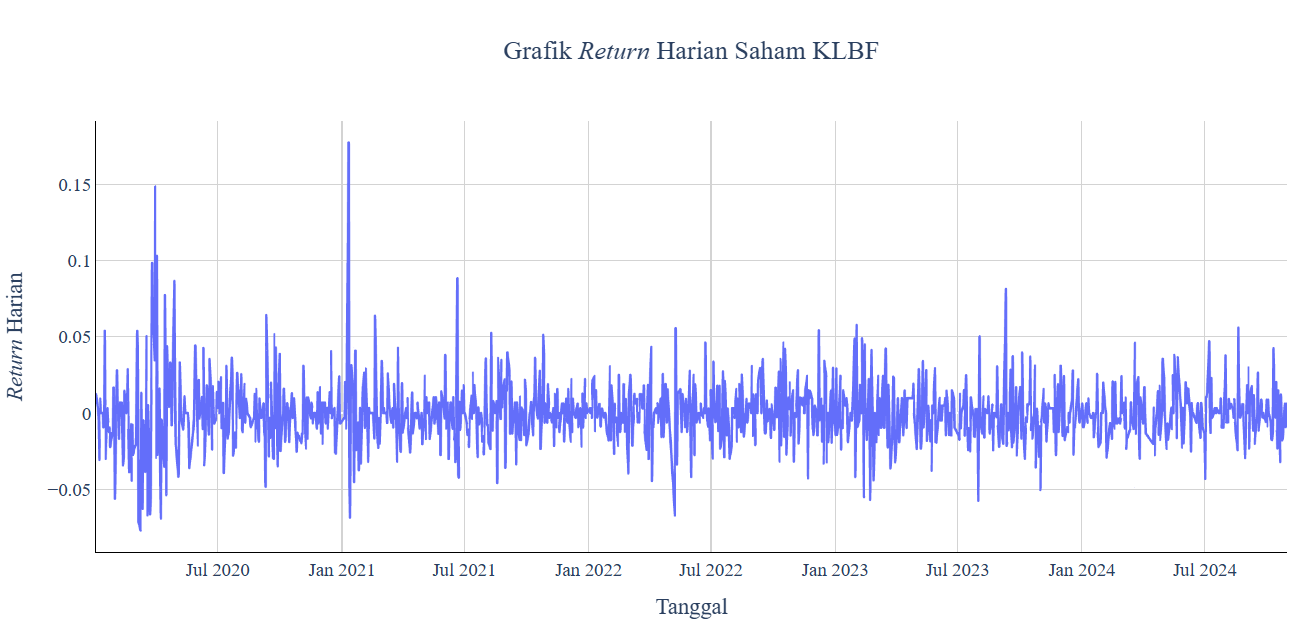 Grafik Return Harian Saham KLBF
Return Harian
0.15
0.1
0.05
0
−0.05
Jul 2020 Jan 2021 Jul 2021 Jan 2022 Jul 2022 Jan 2023 Jul 2023 Jan 2024 Jul 2024
Tanggal